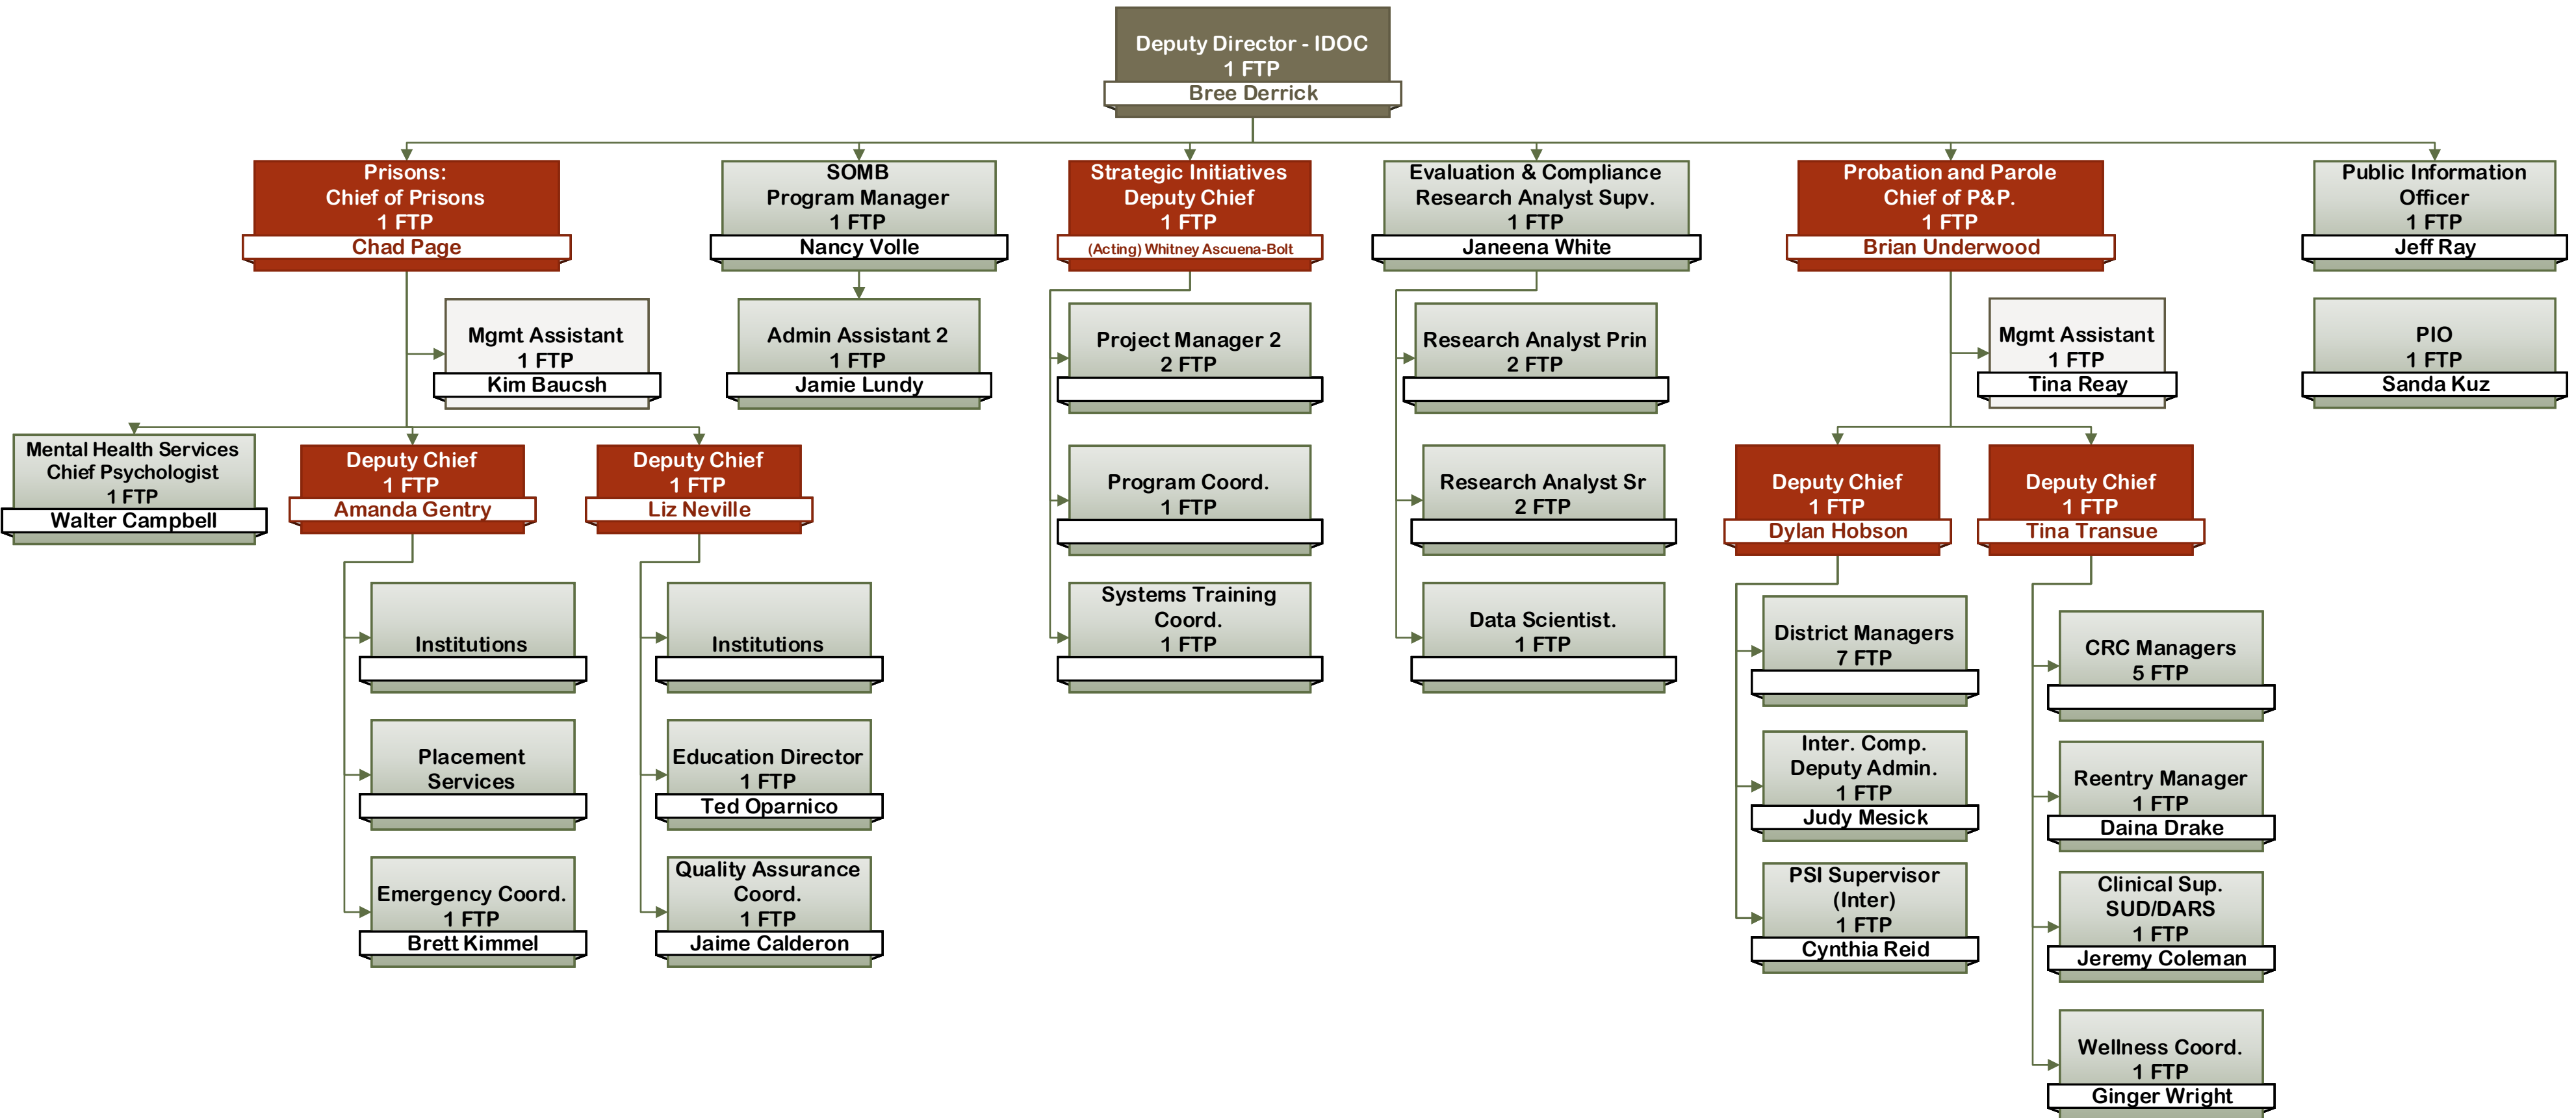 Deputy Director - IDOC
1 FTP
Bree Derrick
Prisons:
Chief of Prisons
1 FTP
Chad Page
SOMB
Program Manager
1 FTP
Nancy Volle
Strategic Initiatives
Deputy Chief
1 FTP
(Acting) Whitney Ascuena-Bolt
Evaluation & Compliance
Research Analyst Supv.
1 FTP
Janeena White
Probation and Parole
Chief of P&P.
1 FTP
Brian Underwood
Public Information
Officer
1 FTP
Jeff Ray
Mgmt Assistant
1 FTP
Kim Baucsh
Admin Assistant 2
1 FTP
Jamie Lundy
Project Manager 2
2 FTP
Research Analyst Prin
2 FTP
Mgmt Assistant
1 FTP
Tina Reay
PIO
1 FTP
Sanda Kuz
Mental Health Services
Chief Psychologist
1 FTP
Walter Campbell
Deputy Chief
1 FTP
Amanda Gentry
Deputy Chief
1 FTP
Liz Neville
Program Coord.
1 FTP
Research Analyst Sr
2 FTP
Deputy Chief
1 FTP
Dylan Hobson
Deputy Chief
1 FTP
Tina Transue
Institutions
Institutions
Systems Training
Coord.
1 FTP
Data Scientist.
1 FTP
District Managers
7 FTP
CRC Managers
5 FTP
Placement
Services
Education Director
1 FTP
Ted Oparnico
Inter. Comp.
Deputy Admin.
1 FTP
Judy Mesick
Reentry Manager
1 FTP
Daina Drake
Emergency Coord.
1 FTP
Brett Kimmel
Quality Assurance
Coord.
1 FTP
Jaime Calderon
PSI Supervisor
(Inter)
1 FTP
Cynthia Reid
Clinical Sup.
SUD/DARS
1 FTP
Jeremy Coleman
Wellness Coord.
1 FTP
Ginger Wright